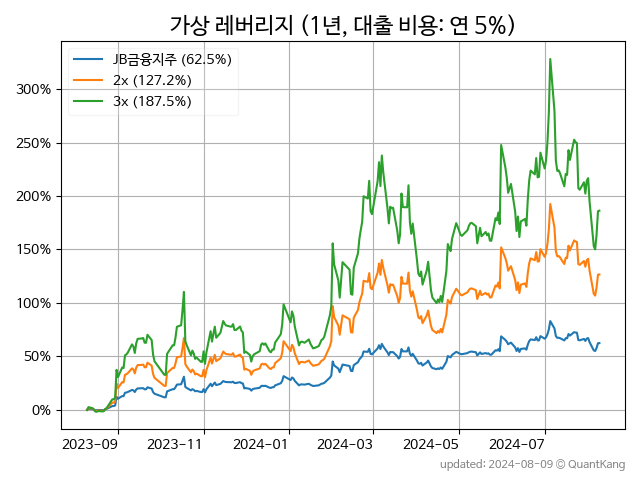 가상 레버리지 (1년, 대출 비용: 연 5%)
JB금융지주 (62.5%)
2x (127.2%)
3x (187.5%)
300%
250%
200%
150%
100%
50%
0%
2023-09
2023-11
2024-01
2024-03
2024-05
2024-07
updated: 2024-08-09 © QuantKang